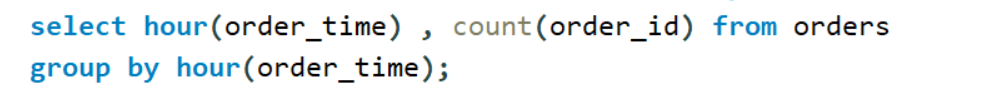 select hour(order_time) , count(order_id) from orders
group by hour(order_time);